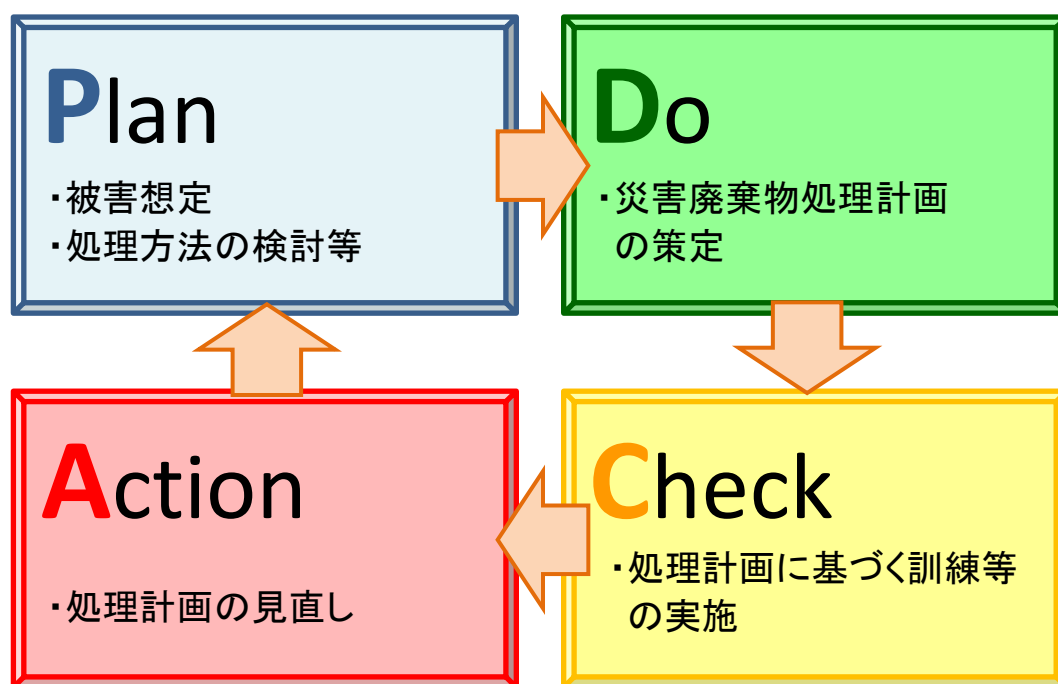 Plan
・被害想定
・処理方法の検討等
Do
・災害廃棄物処理計画
の策定
Action
・処理計画の見直し
Check
・処理計画に基づく訓練等
の実施